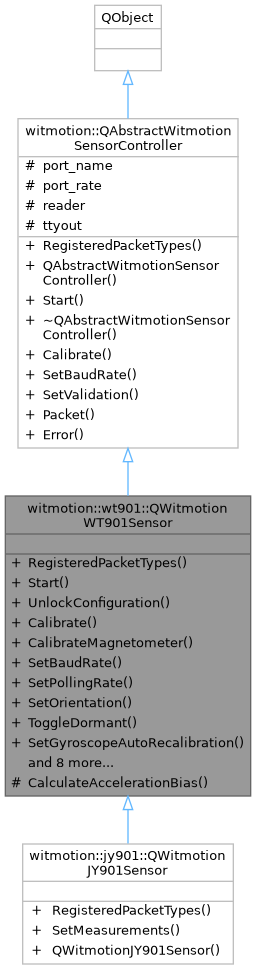 QObject
witmotion::QAbstractWitmotion
SensorController
# port_name
# port_rate
# reader
# ttyout
+ RegisteredPacketTypes()
+ QAbstractWitmotionSensor
Controller()
+ Start()
+ ~QAbstractWitmotionSensor
Controller()
+ Calibrate()
+ SetBaudRate()
+ SetValidation()
+ Packet()
+ Error()
witmotion::wt901::QWitmotion
WT901Sensor
+ RegisteredPacketTypes()
+ Start()
+ UnlockConfiguration()
+ Calibrate()
+ CalibrateMagnetometer()
+ SetBaudRate()
+ SetPollingRate()
+ SetOrientation()
+ ToggleDormant()
+ SetGyroscopeAutoRecalibration()
and 8 more...
# CalculateAccelerationBias()
witmotion::jy901::QWitmotion
JY901Sensor
+ RegisteredPacketTypes()
+ SetMeasurements()
+ QWitmotionJY901Sensor()